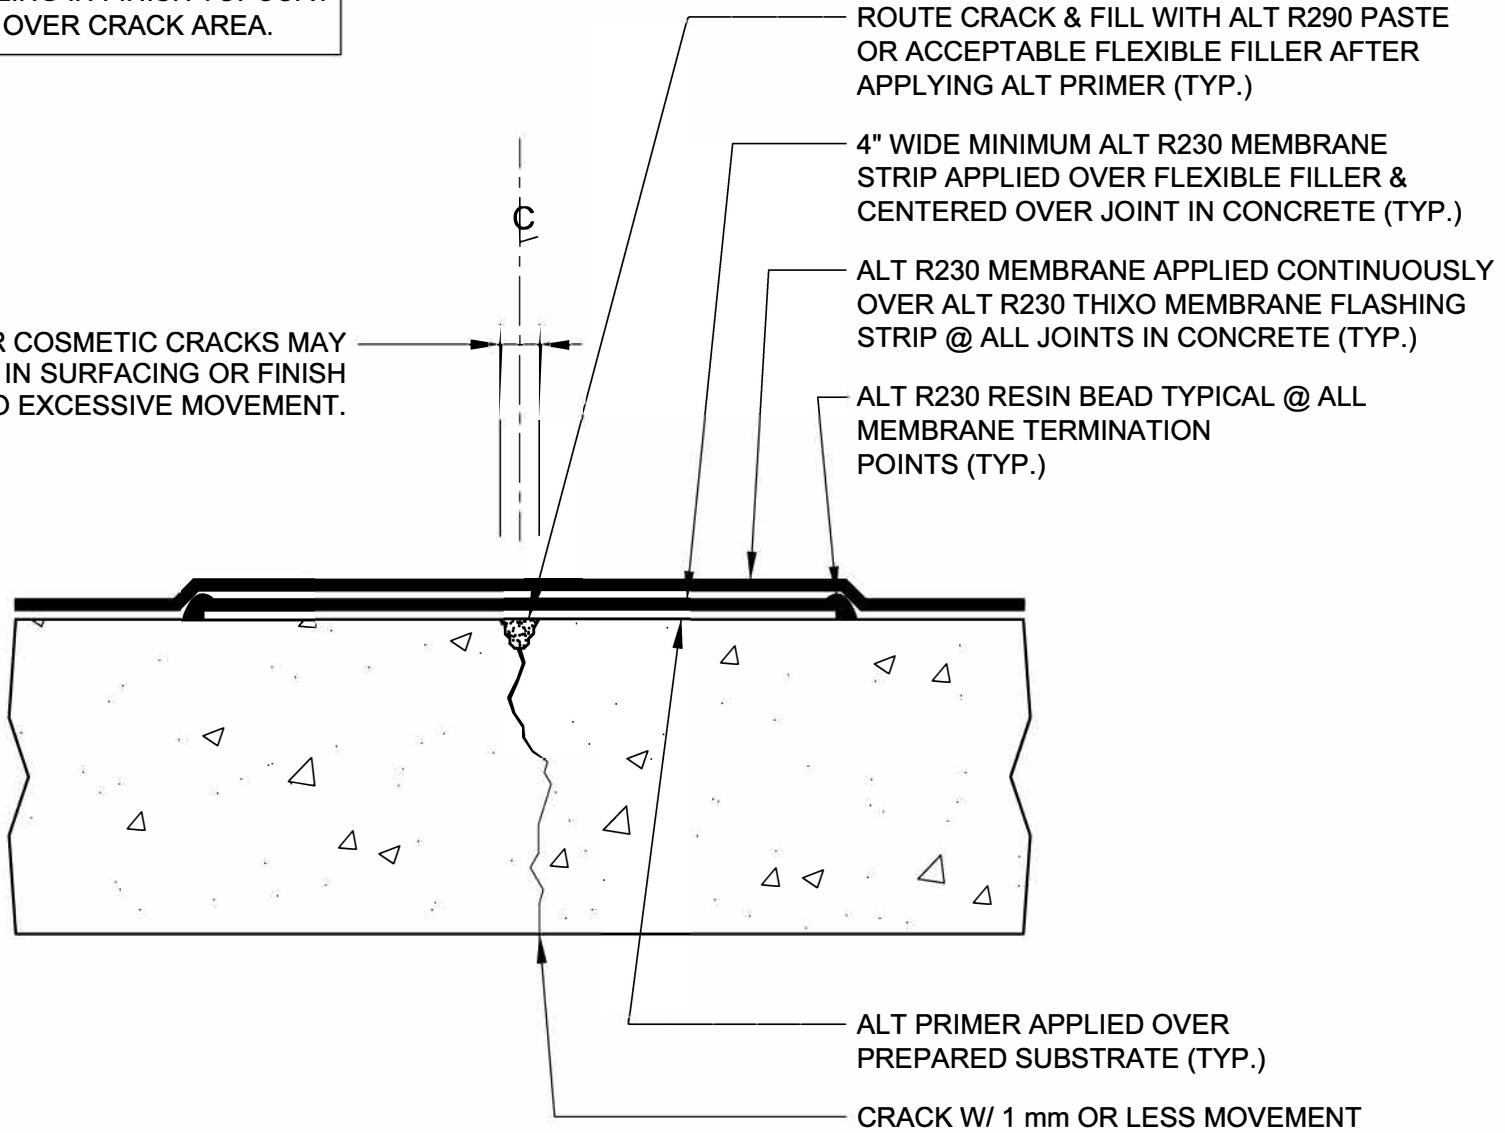 OVER CRACK AREA.
ROUTE CRACK & FILL WITH ALT R290 PASTE
OR ACCEPTABLE FLEXIBLE FILLER AFTER
APPLYING ALT PRIMER (TYP.)
4" WIDE MINIMUM ALT R230 MEMBRANE
STRIP APPLIED OVER FLEXIBLE FILLER &
CENTERED OVER JOINT IN CONCRETE (TYP.)
C
ALT R230 MEMBRANE APPLIED CONTINUOUSLY
OVER ALT R230 THIXO MEMBRANE FLASHING
STRIP @ ALL JOINTS IN CONCRETE (TYP.)
COSMETIC CRACKS MAY
IN SURFACING OR FINISH
EXCESSIVE MOVEMENT.
ALT R230 RESIN BEAD TYPICAL @ ALL
MEMBRANE TERMINATION
POINTS (TYP.)
ALT PRIMER APPLIED OVER
PREPARED SUBSTRATE (TYP.)
CRACK W/ 1 mm OR LESS MOVEMENT